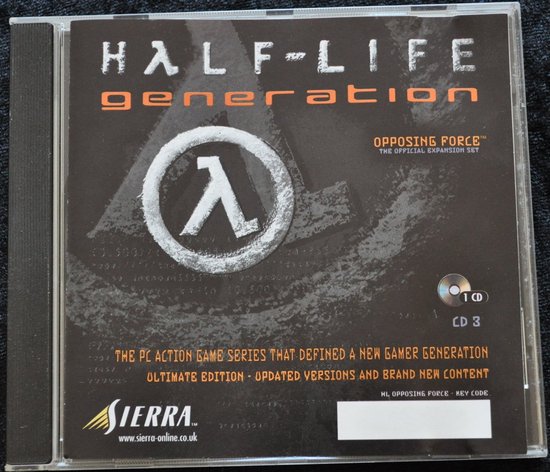 HλLF-LIFE
generation
OPPOSING FORCE™
THE OFFICIAL EXPANSION SET
λ
1 CD
CD 3
THE PC ACTION GAME SERIES THAT DEFINED A NEW GAMER GENERATION
ULTIMATE EDITION - UPDATED VERSIONS AND BRAND NEW CONTENT
HL OPPOSING FORCE - KEY CODE
SIERRA™
www.sierra-online.co.uk